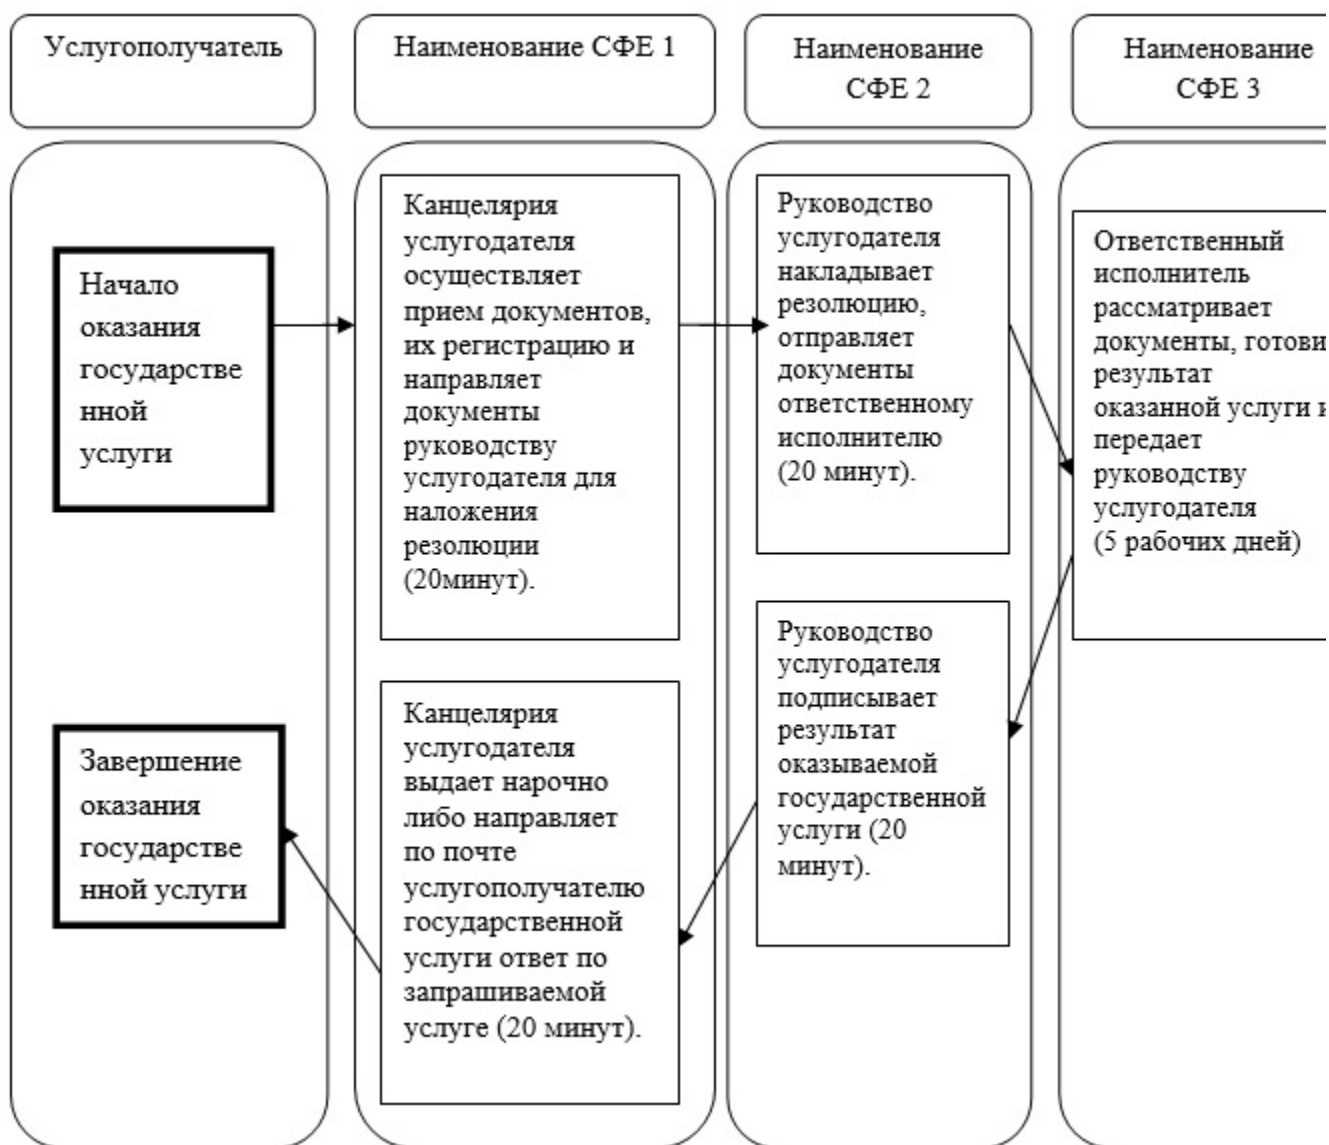 Услугополучатель
Наименование СФЕ 1
Наименование
СФЕ 2
Наименование
СФЕ 3
Начало
оказания
государстве
нной
услуги
Канцелярия
услугодателя
осуществляет
прием документов,
их регистрацию и
направляет
документы
руководству
услугодателя для
наложения
резолюции
(20минут).
Руководство
услугодателя
накладывает
резолюцию,
отправляет
документы
ответственному
исполнителю
(20 минут).
Ответственный
исполнитель
рассматривает
документы, готови
результат
оказанной услуги и
передает
руководству
услугодателя
(5 рабочих дней)
Руководство
услугодателя
подписывает
результат
оказываемой
государственной
услуги (20
минут).
Канцелярия
услугодателя
выдает нарочно
либо направляет
по почте
услугополучателю
государственной
услуги ответ по
запрашиваемой
услуге (20 минут).
Завершение
оказания
государстве
нной услуги